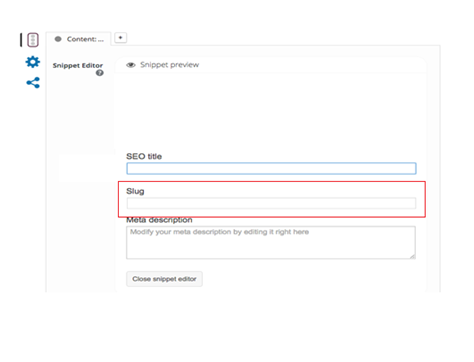 Content: ...
+
Snippet Editor
?
Snippet preview
SEO title
Slug
Meta description
Modify your meta description by editing it right here
Close snippet editor